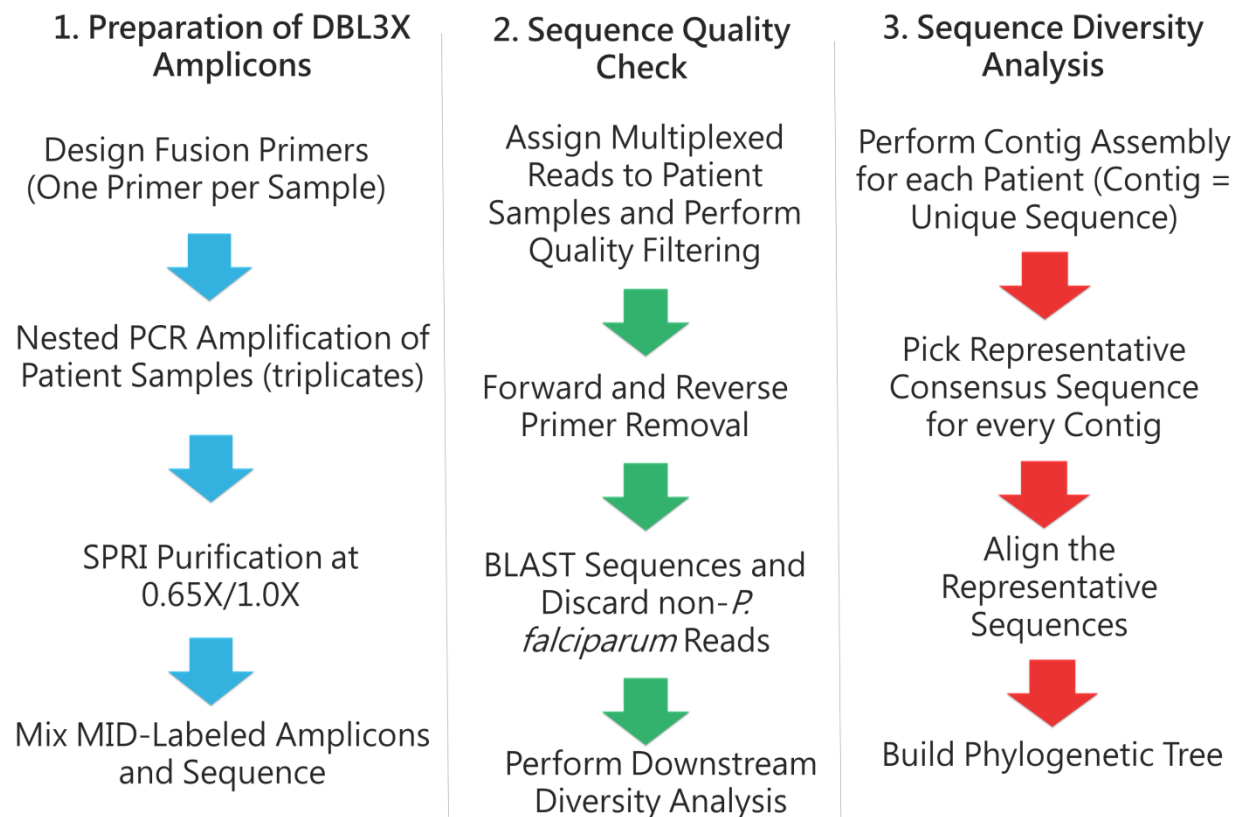 1. Preparation of DBL3X
Amplicons
Design Fusion Primers
(One Primer per Sample)
Nested PCR Amplification of
Patient Samples (triplicates)
SPRI Purification at
0.65X/1.0X
Mix MID-Labeled Amplicons
and Sequence
2. Sequence Quality
Check
Assign Multiplexed
Reads to Patient
Samples and Perform
Quality Filtering
Forward and Reverse
Primer Removal
BLAST Sequences and
Discard non-P.
falciparum Reads
Perform Downstream
Diversity Analysis
3. Sequence Diversity
Analysis
Perform Contig Assembly
for each Patient (Contig =
Unique Sequence)
Pick Representative
Consensus Sequence
for every Contig
Align the
Representative
Sequences
Build Phylogenetic Tree